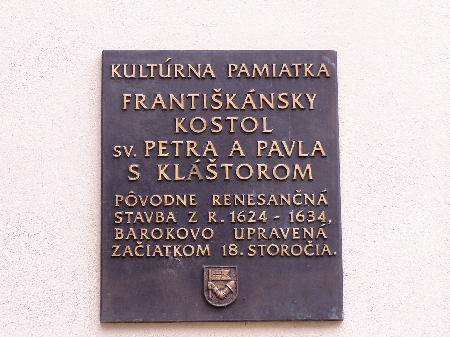 KULTÚRNA PAMIATKA
FRANTIŠKÁNSKY
KOSTOL
SV. PETRA A PAVLA
S KLÁŠTOROM
PÔVODNE RENESANČNÁ
STAVBA Z R. 1624 - 1634,
BAROKOVO UPRAVENÁ
ZAČIATKOM 18. STOROČIA.